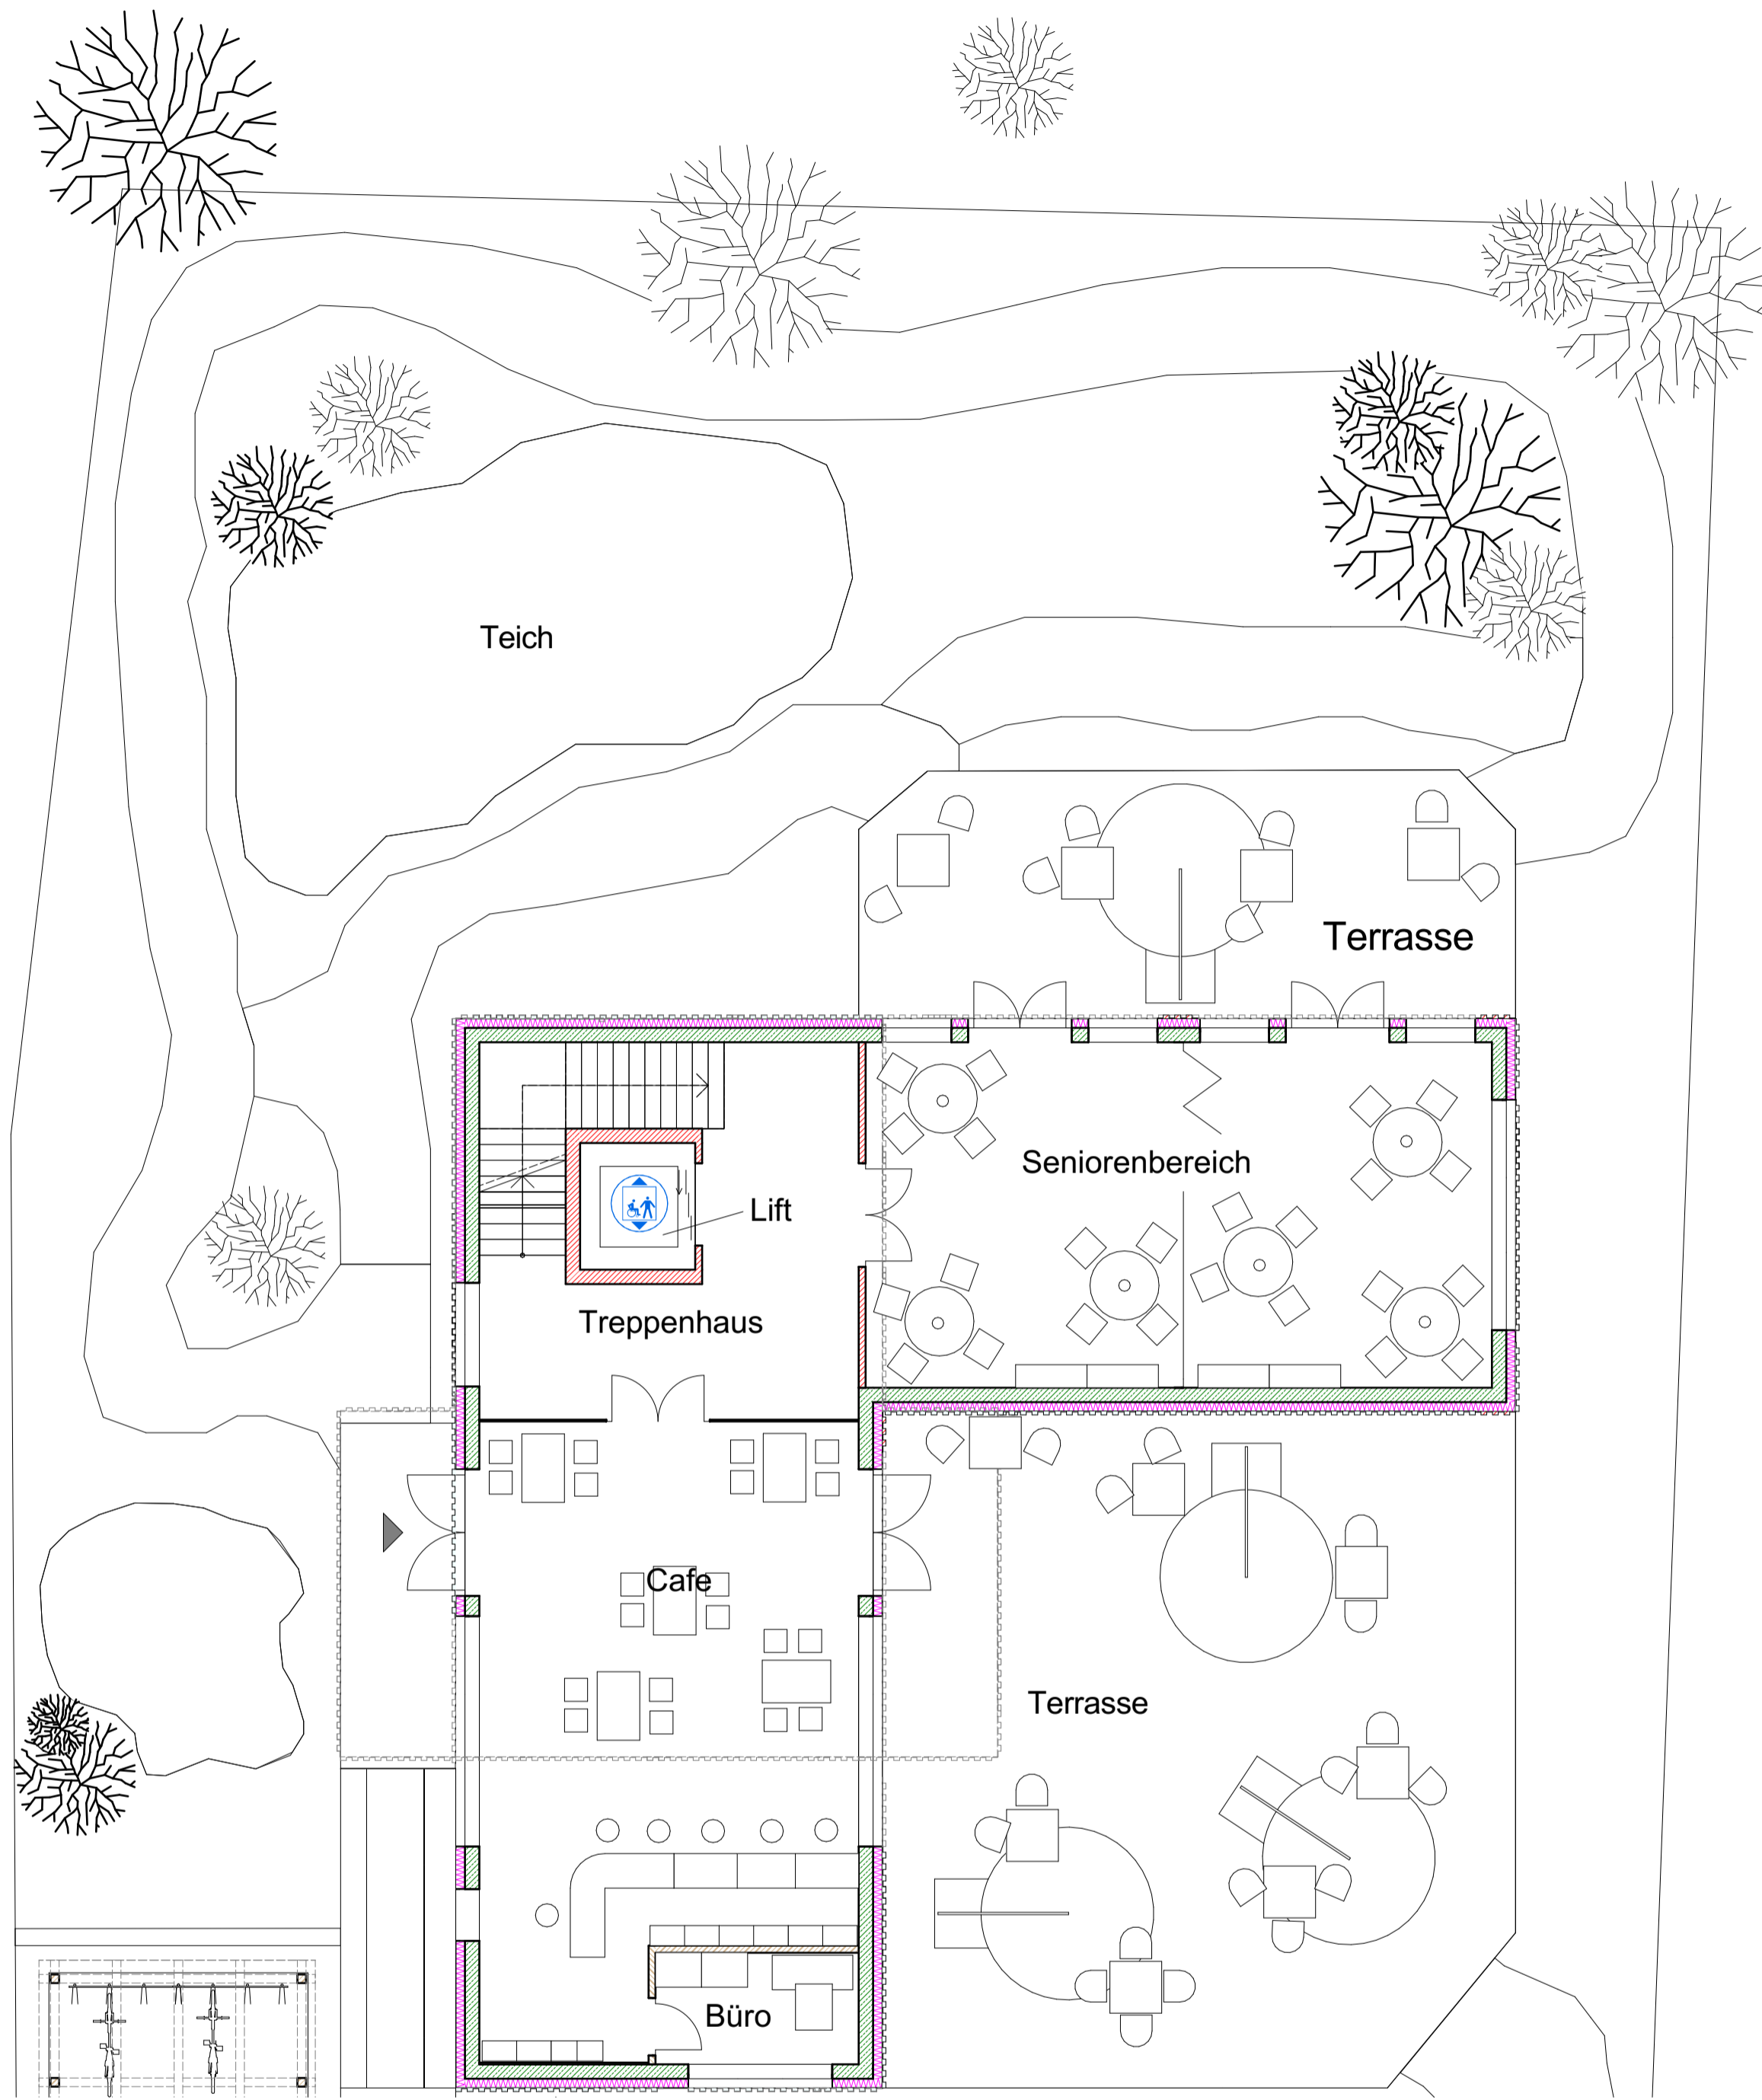 Teich
Terrasse
Seniorenbereich
Lift
Treppenhaus
Cafe
Terrasse
Büro